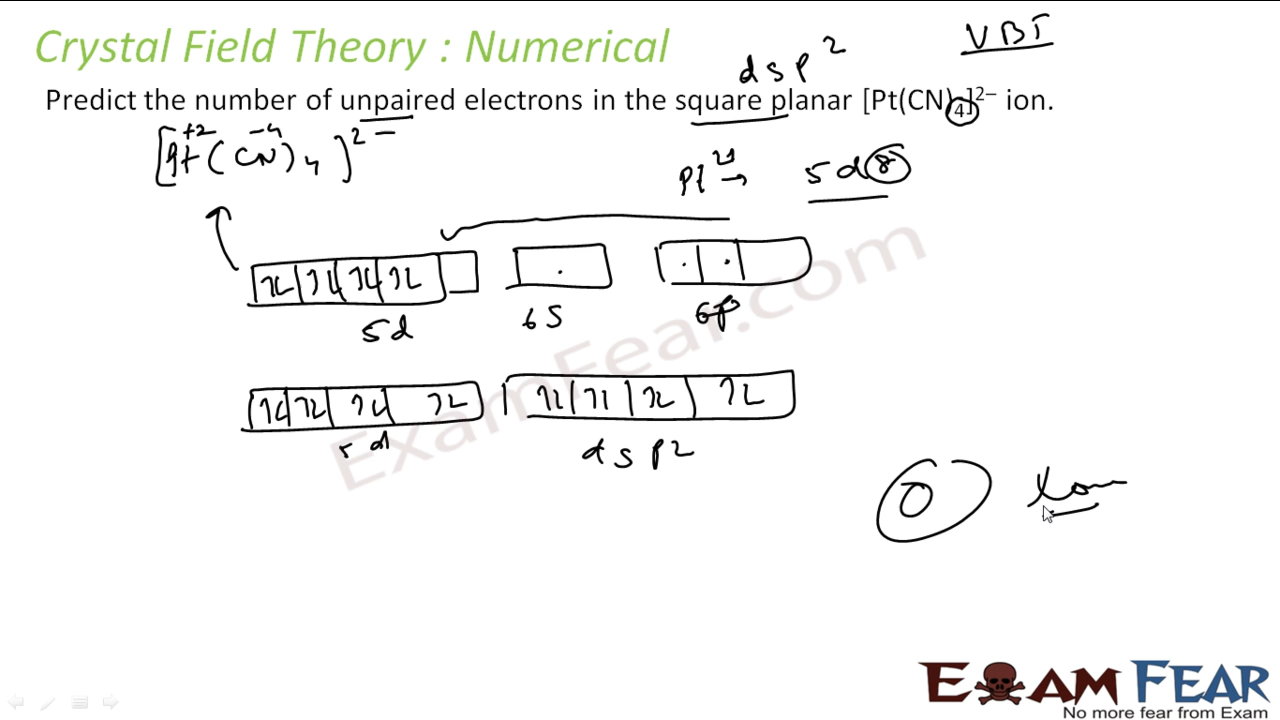 Crystal Field Theory : Numerical
VBT
dsp²
Predict the number of unpaired electrons in the square planar [Pt(CN)₄]²⁻ ion.
+2 -4
[Pt(CN)₄]²⁻
Pt²⁺ → 5d8
5d 6S 6p
5d dsp2
0
ExamFear.com
EXAM FEAR
No more fear from Exam